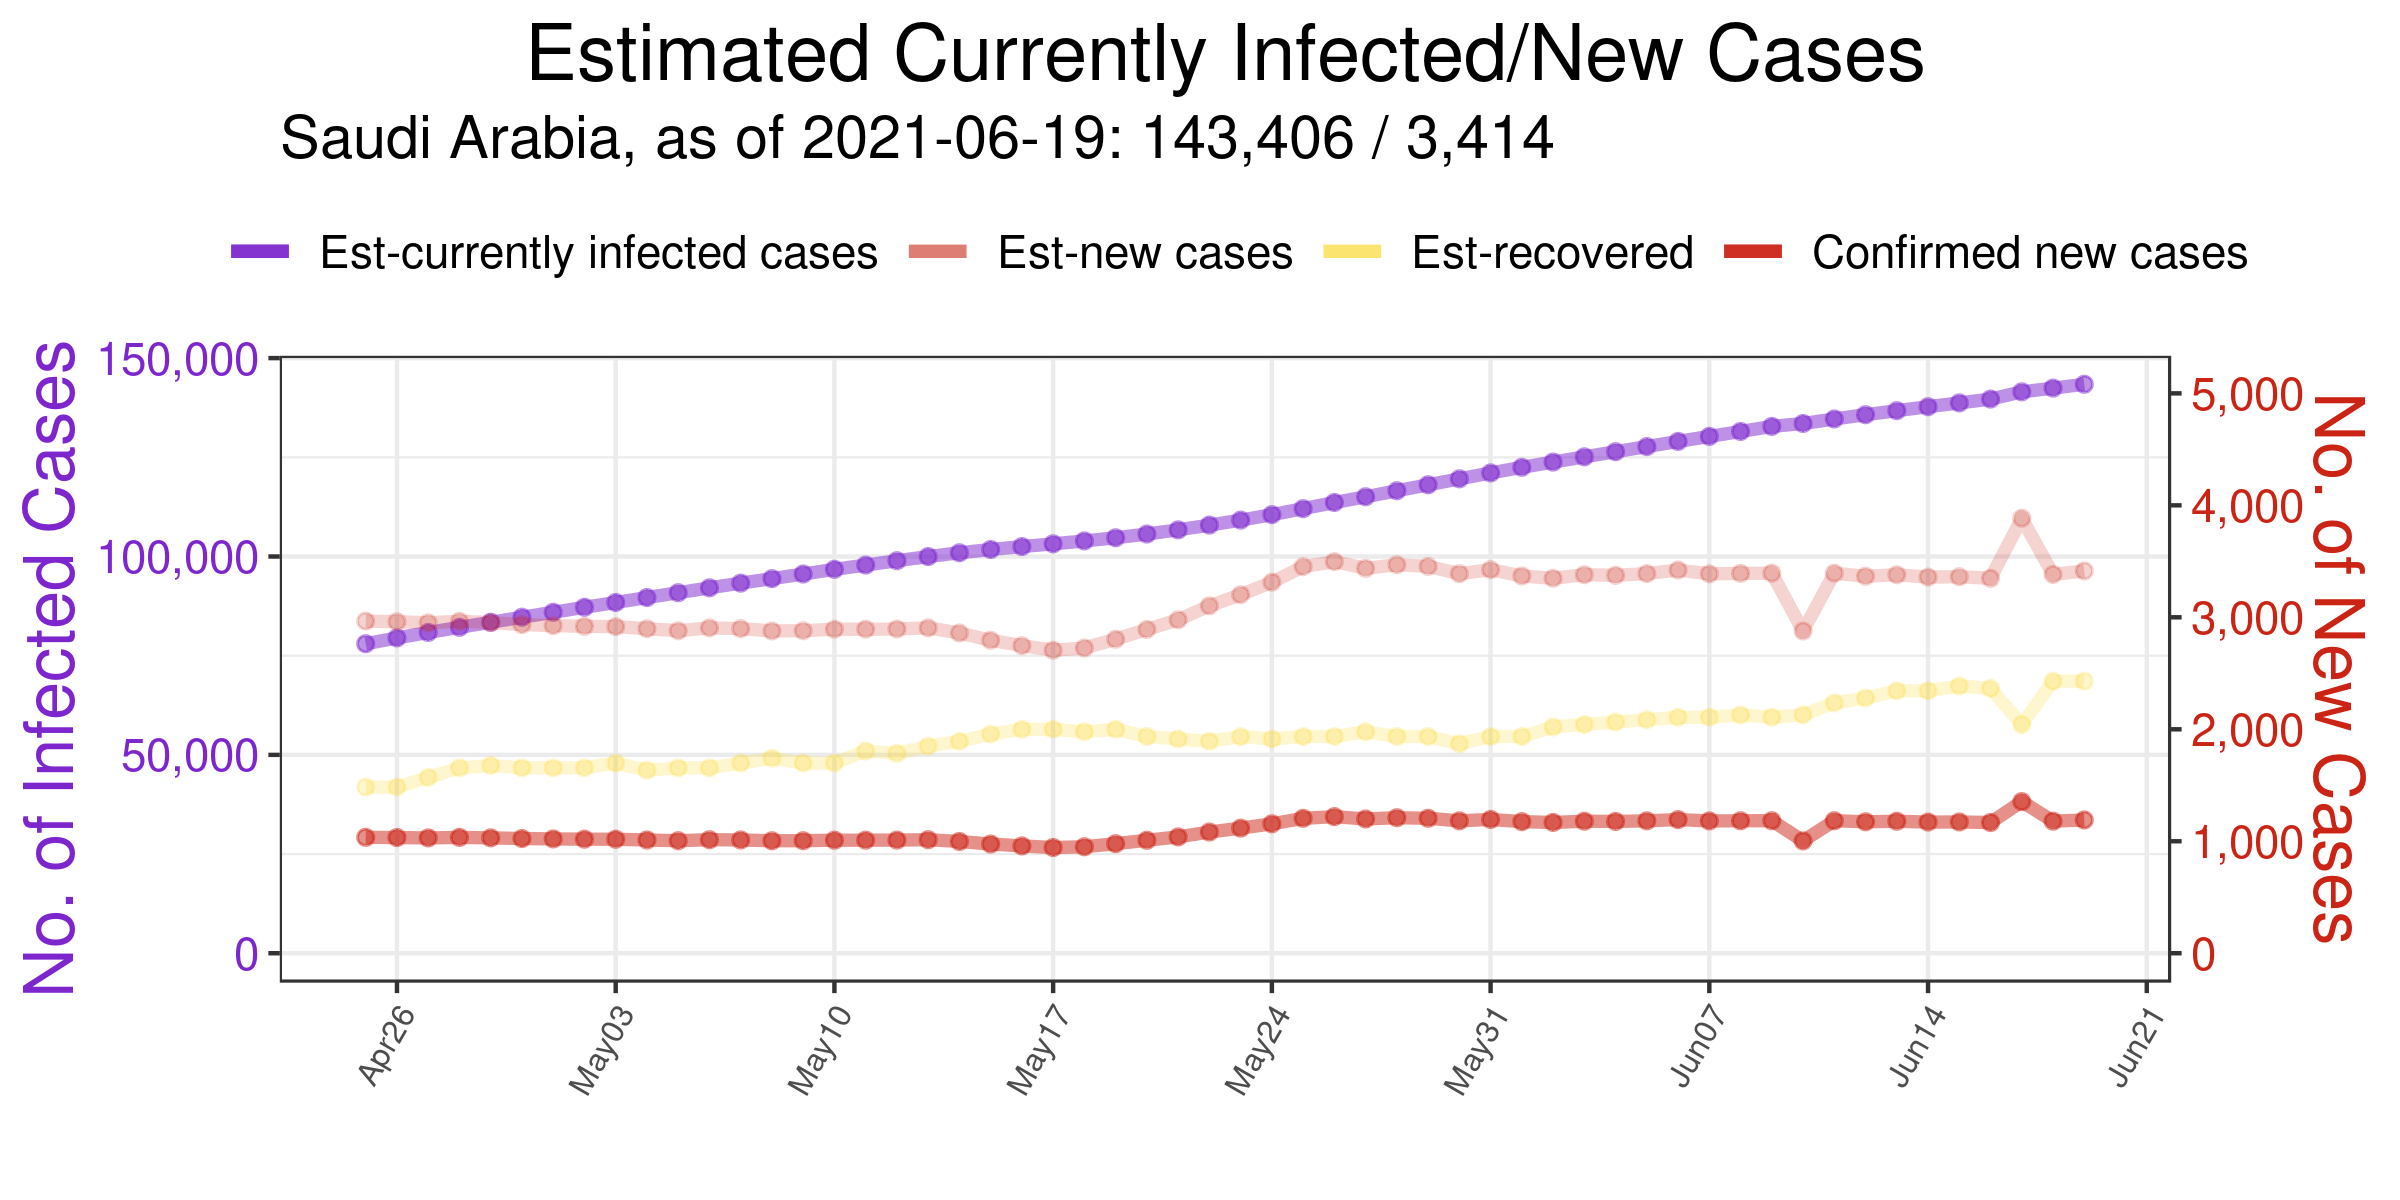 Estimated Currently Infected/New Cases
Saudi Arabia, as of 2021-06-19: 143,406 / 3,414
Est-currently infected cases Est-new cases Est-recovered Confirmed new cases
No. of Infected Cases
150,000
100,000
50,000
0
5,000
4,000
3,000
2,000
1,000
0
No. of New Cases
Apr26 May03 May10 May17 May24 May31 Jun07 Jun14 Jun21